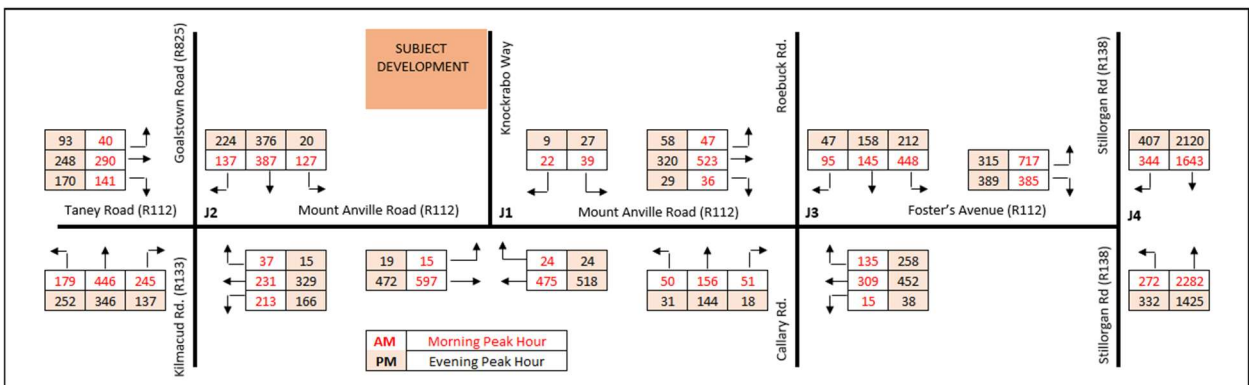 SUBJECT
DEVELOPMENT
Goalstown Road (R825)
Knockrabo Way
Roebuck Rd.
Stillorgan Rd (R138)
93 40
248 290
170 141
224 376 20
137 387 127
9 27
22 39
58 47
320 523
29 36
47 158 212
95 145 448
315 717
389 385
407 2120
344 1643
Taney Road (R112) J2 Mount Anville Road (R112) J1 Mount Anville Road (R112) J3 Foster's Avenue (R112) J4
179 446 245
252 346 137
Kilmacud Rd. (R133)
37 15
231 329
213 166
19 15
472 597
24 24
475 518
50 156 51
31 144 18
Callary Rd.
135 258
309 452
15 38
Stillorgan Rd (R138)
272 2282
332 1425
AM Morning Peak Hour
PM Evening Peak Hour